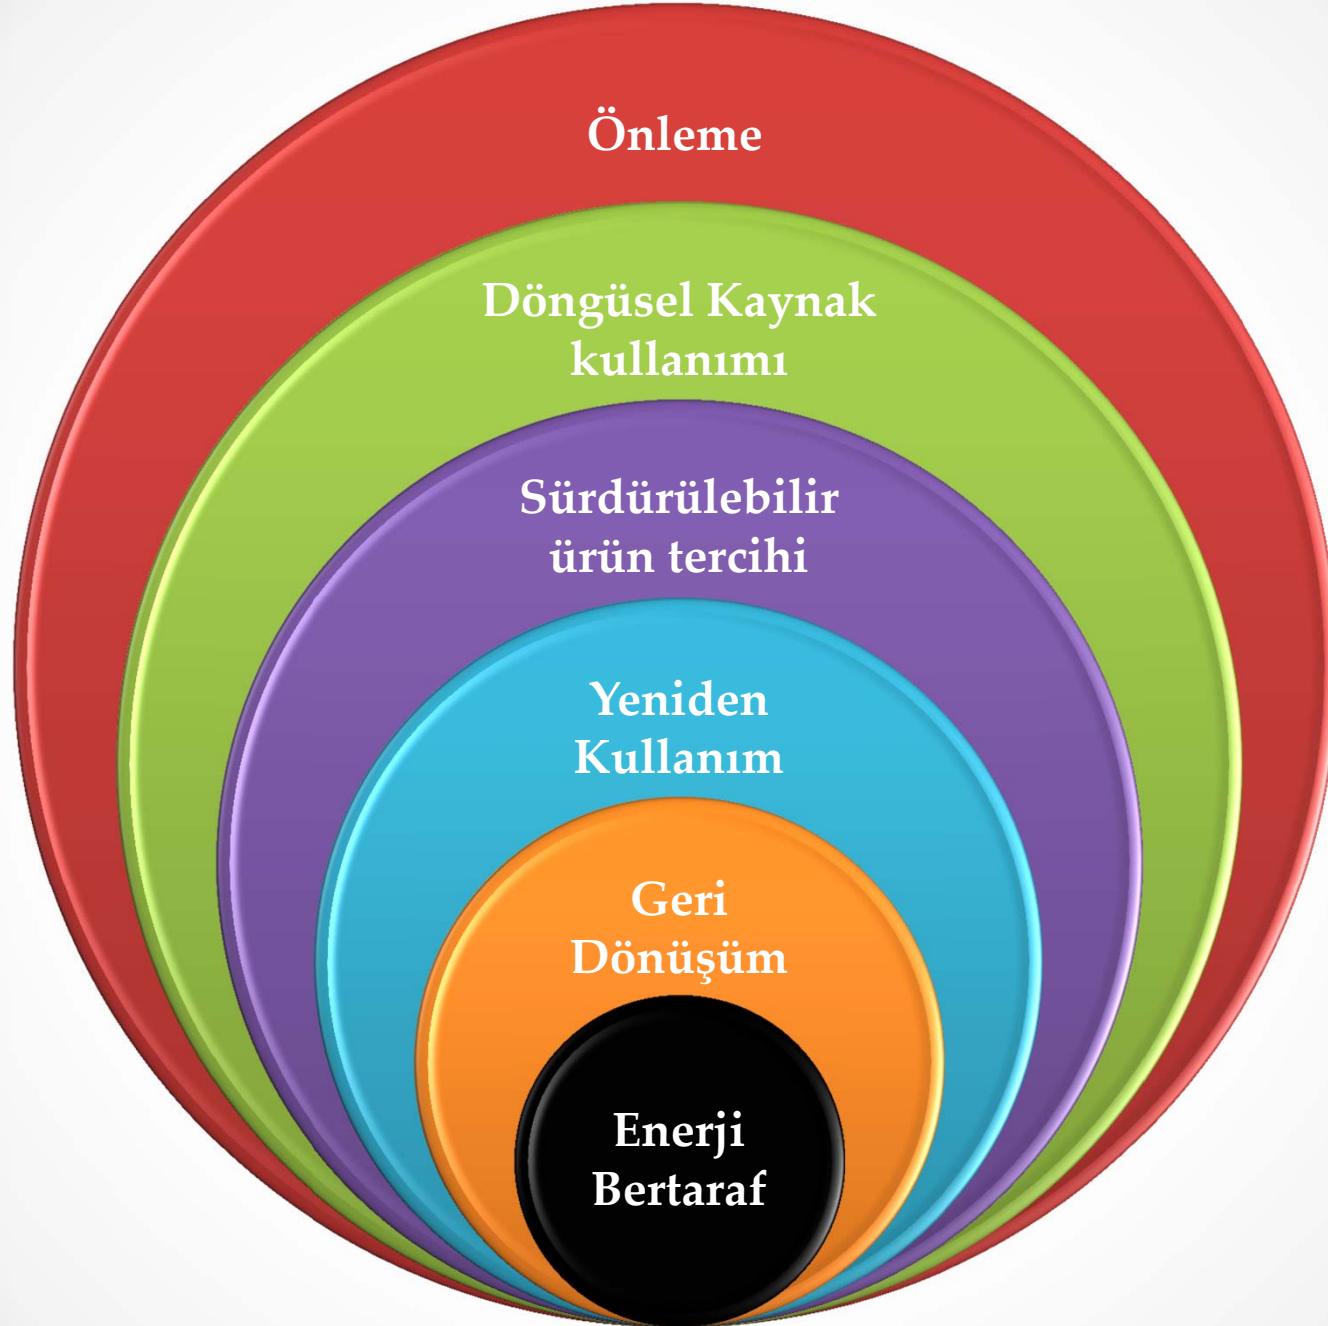 Önleme
Döngüsel Kaynak
kullanımı
Sürdürülebilir
ürün tercihi
Yeniden
Kullanım
Geri
Dönüşüm
Enerji
Bertaraf